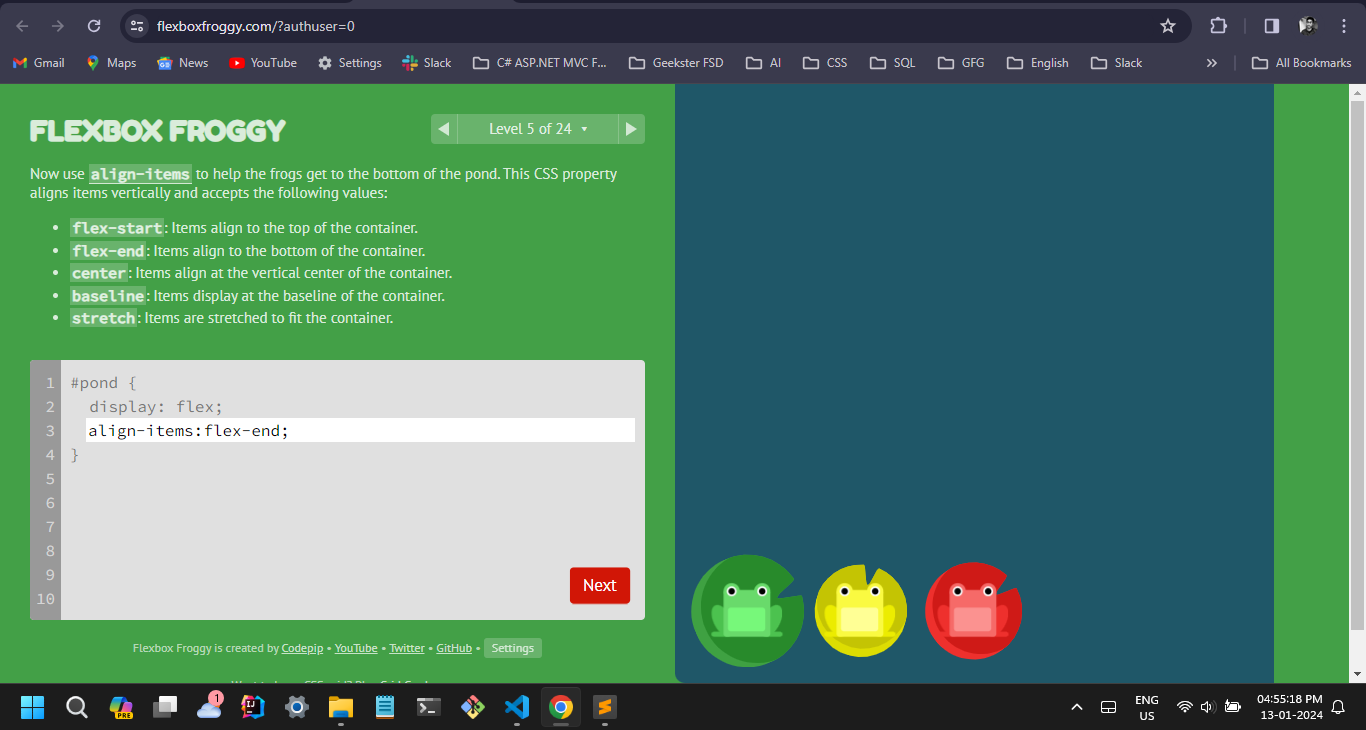 flexboxfroggy.com/?authuser=0
Gmail Maps News YouTube Settings Slack C# ASP.NET MVC F... Geekster FSD AI CSS SQL GFG English Slack » All Bookmarks
FLEXBOX FROGGY
Level 5 of 24
Now use align-items to help the frogs get to the bottom of the pond. This CSS property
aligns items vertically and accepts the following values:
• flex-start: Items align to the top of the container.
• flex-end: Items align to the bottom of the container.
• center: Items align at the vertical center of the container.
• baseline: Items display at the baseline of the container.
• stretch: Items are stretched to fit the container.
1 #pond {
2 display: flex;
3 align-items:flex-end;
4 }
5
6
7
8
9
10
Next
Flexbox Froggy is created by Codepip • YouTube • Twitter • GitHub • Settings
PRE
1
ENG
US
04:55:18 PM
13-01-2024